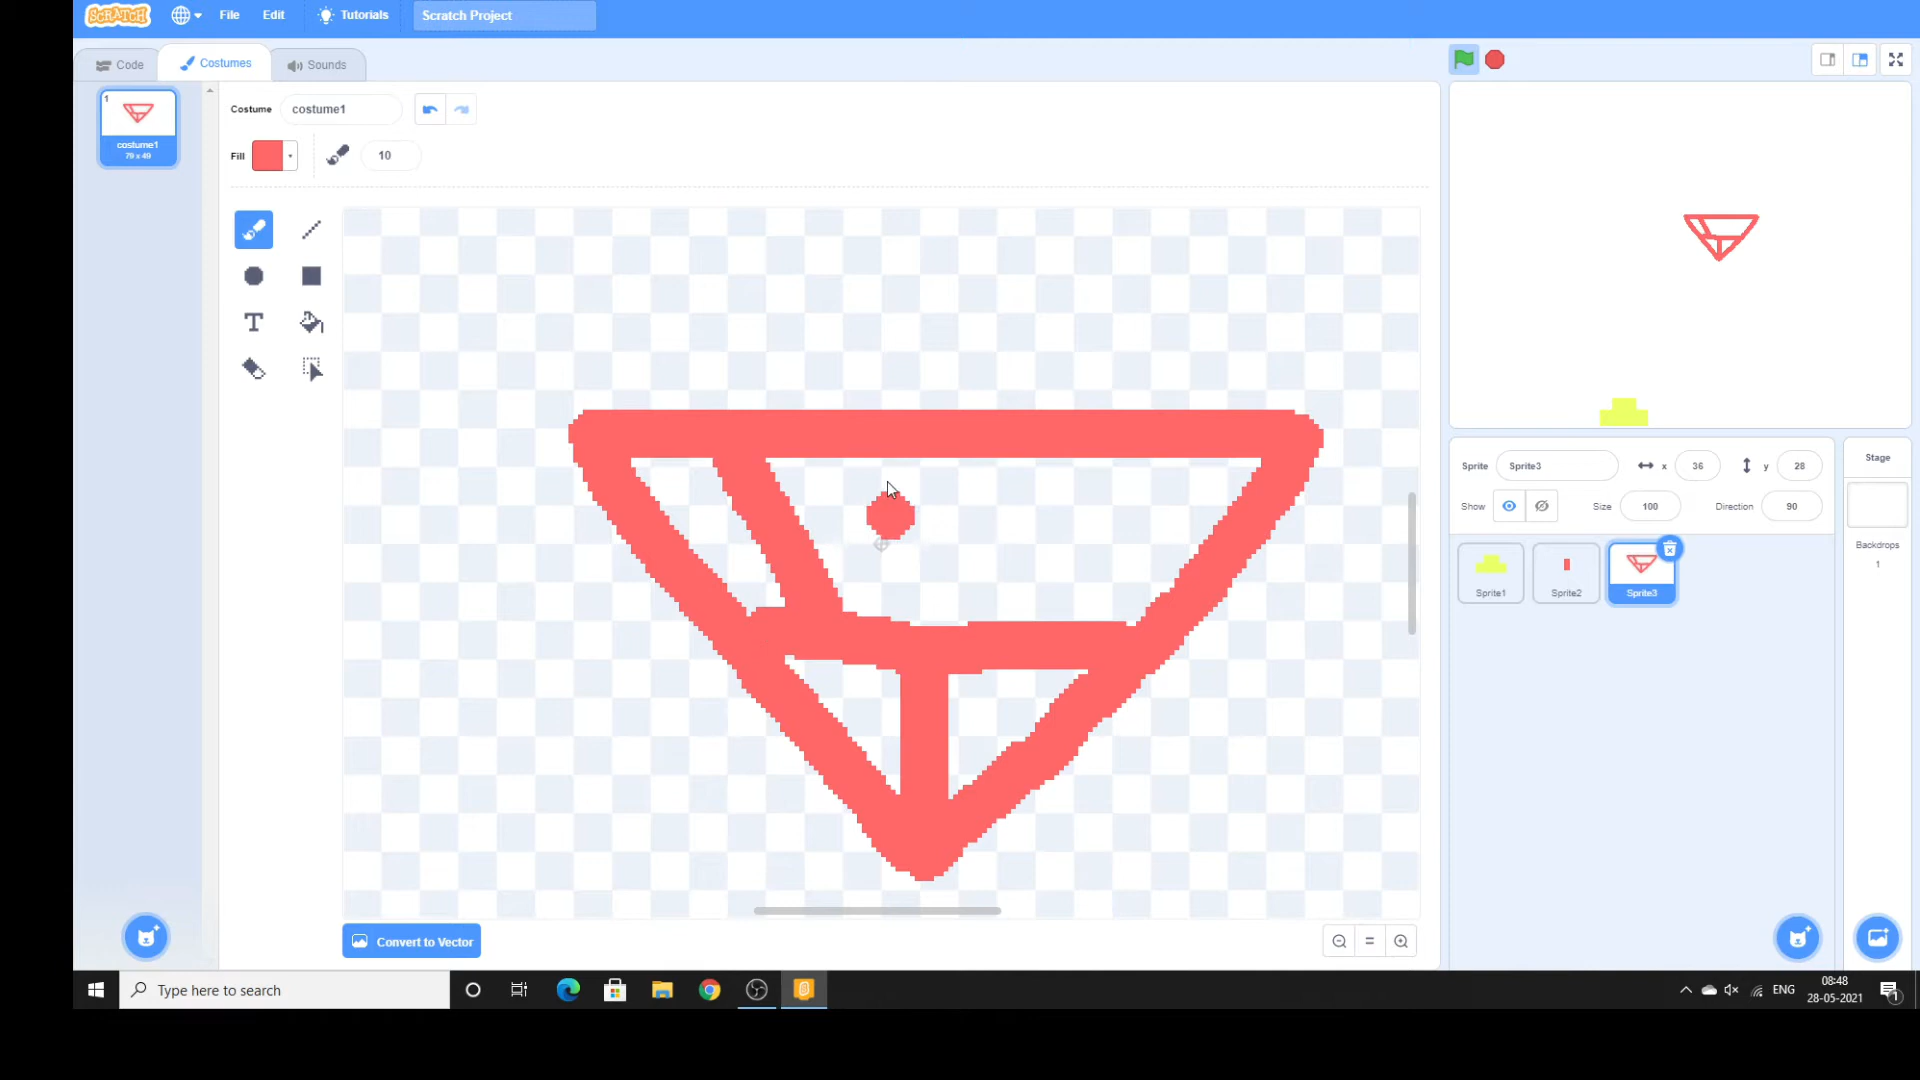 SCRATCH File Edit Tutorials Scratch Project
Code Costumes Sounds
1
costume1
79 x 49
Costume costume1
Fill 10
T
Convert to Vector
Sprite Sprite3 x 36 y 28
Show Size 100 Direction 90
Sprite1 Sprite2 Sprite3
Stage
Backdrops
1
Type here to search
ENG
08:48
28-05-2021
1